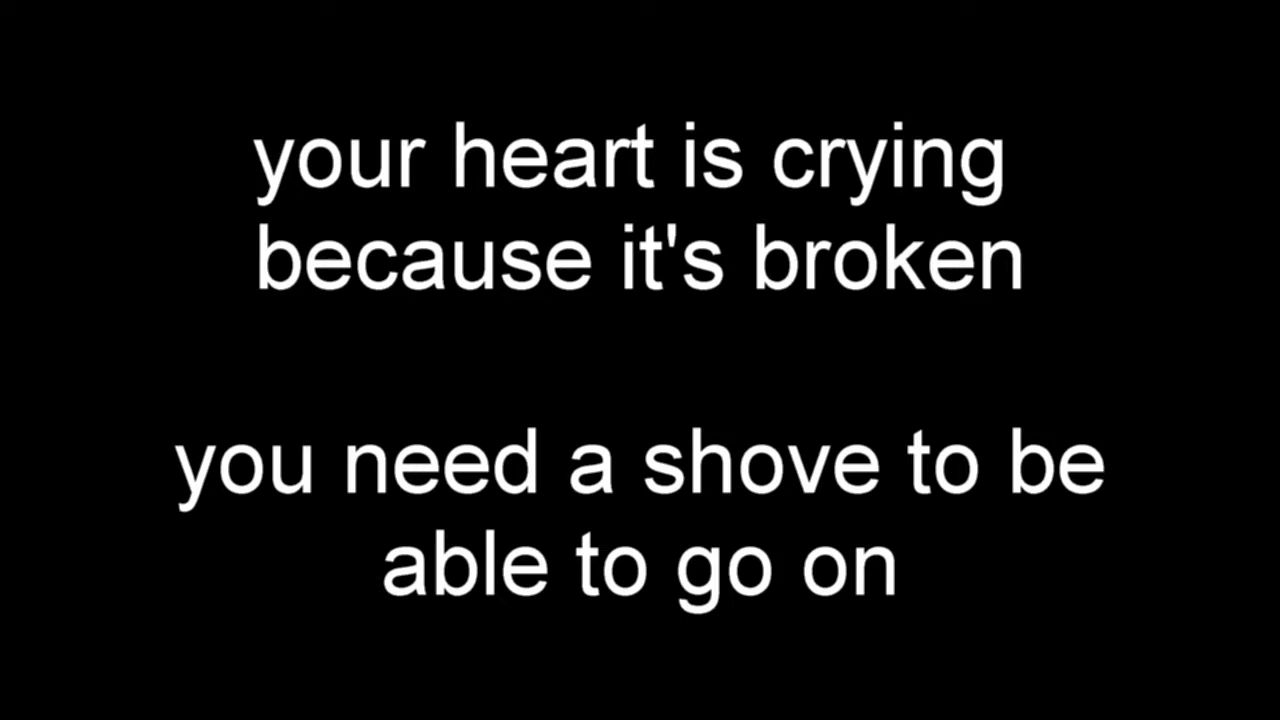 your heart is crying
because it's broken
you need a shove to be
able to go on